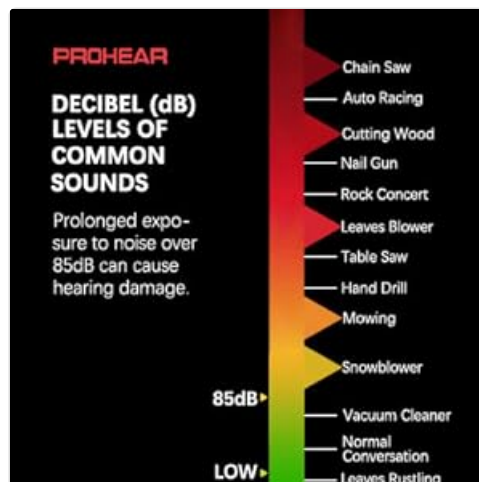 PROHEAR
DECIBEL (dB)
LEVELS OF
COMMON
SOUNDS
Prolonged expo-
sure to noise over
85dB can cause
hearing damage.
Chain Saw
Auto Racing
Cutting Wood
Nail Gun
Rock Concert
Leaves Blower
Table Saw
Hand Drill
Mowing
Snowblower
85dB
Vacuum Cleaner
Normal
Conversation
LOW
Leaves Rustling